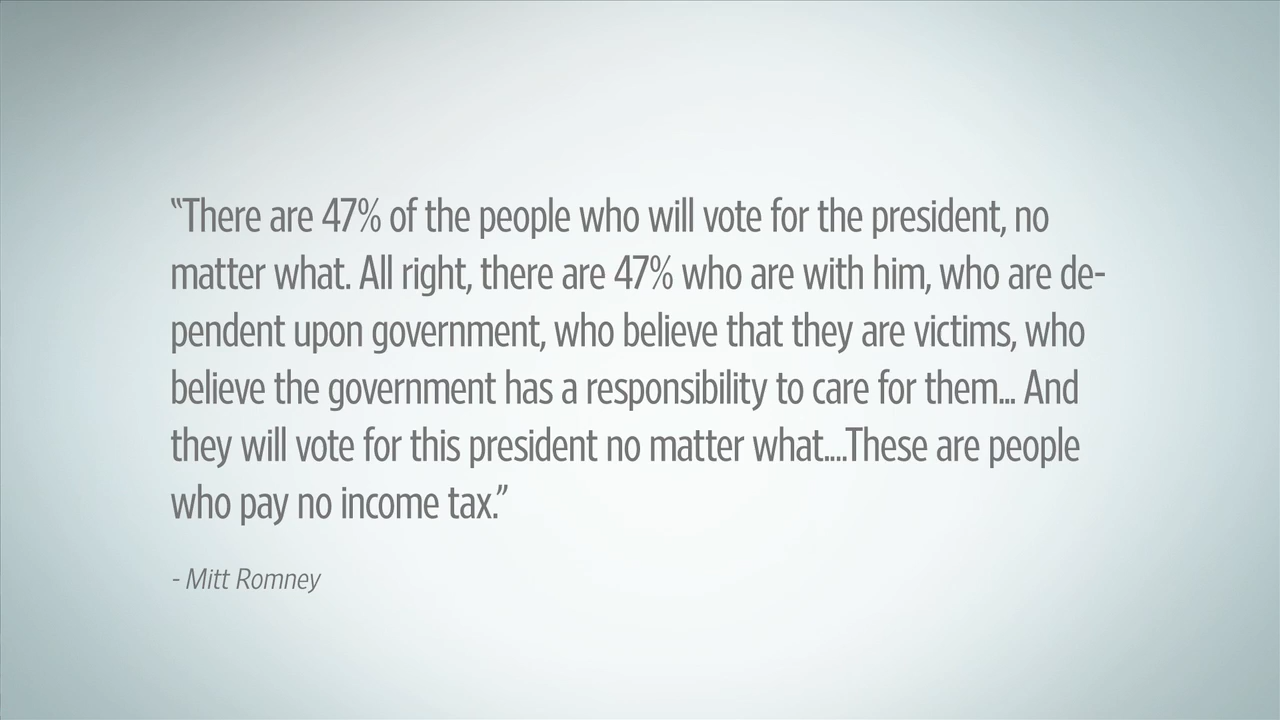 “There are 47% of the people who will vote for the president, no
matter what. All right, there are 47% who are with him, who are de-
pendent upon government, who believe that they are victims, who
believe the government has a responsibility to care for them... And
they will vote for this president no matter what....These are people
who pay no income tax.”
- Mitt Romney